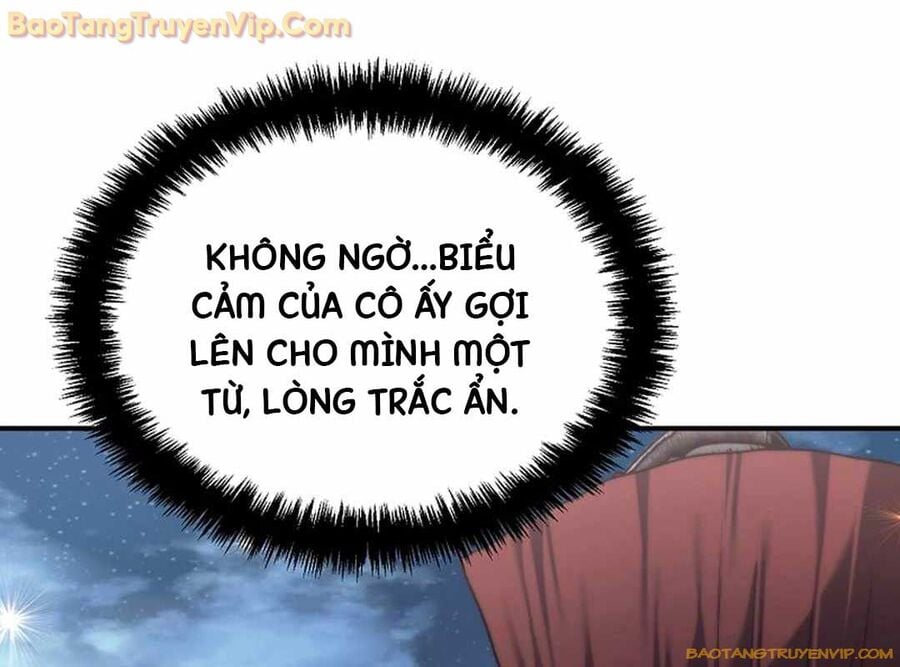 BaoTangTruyenVip.Com
KHÔNG NGỜ...BIỂU
CẢM CỦA CÔ ẤY GỢI
LÊN CHO MÌNH MỘT
TỪ, LÒNG TRẮC ẨN.
BAOTANGTRUYENVIP.COM